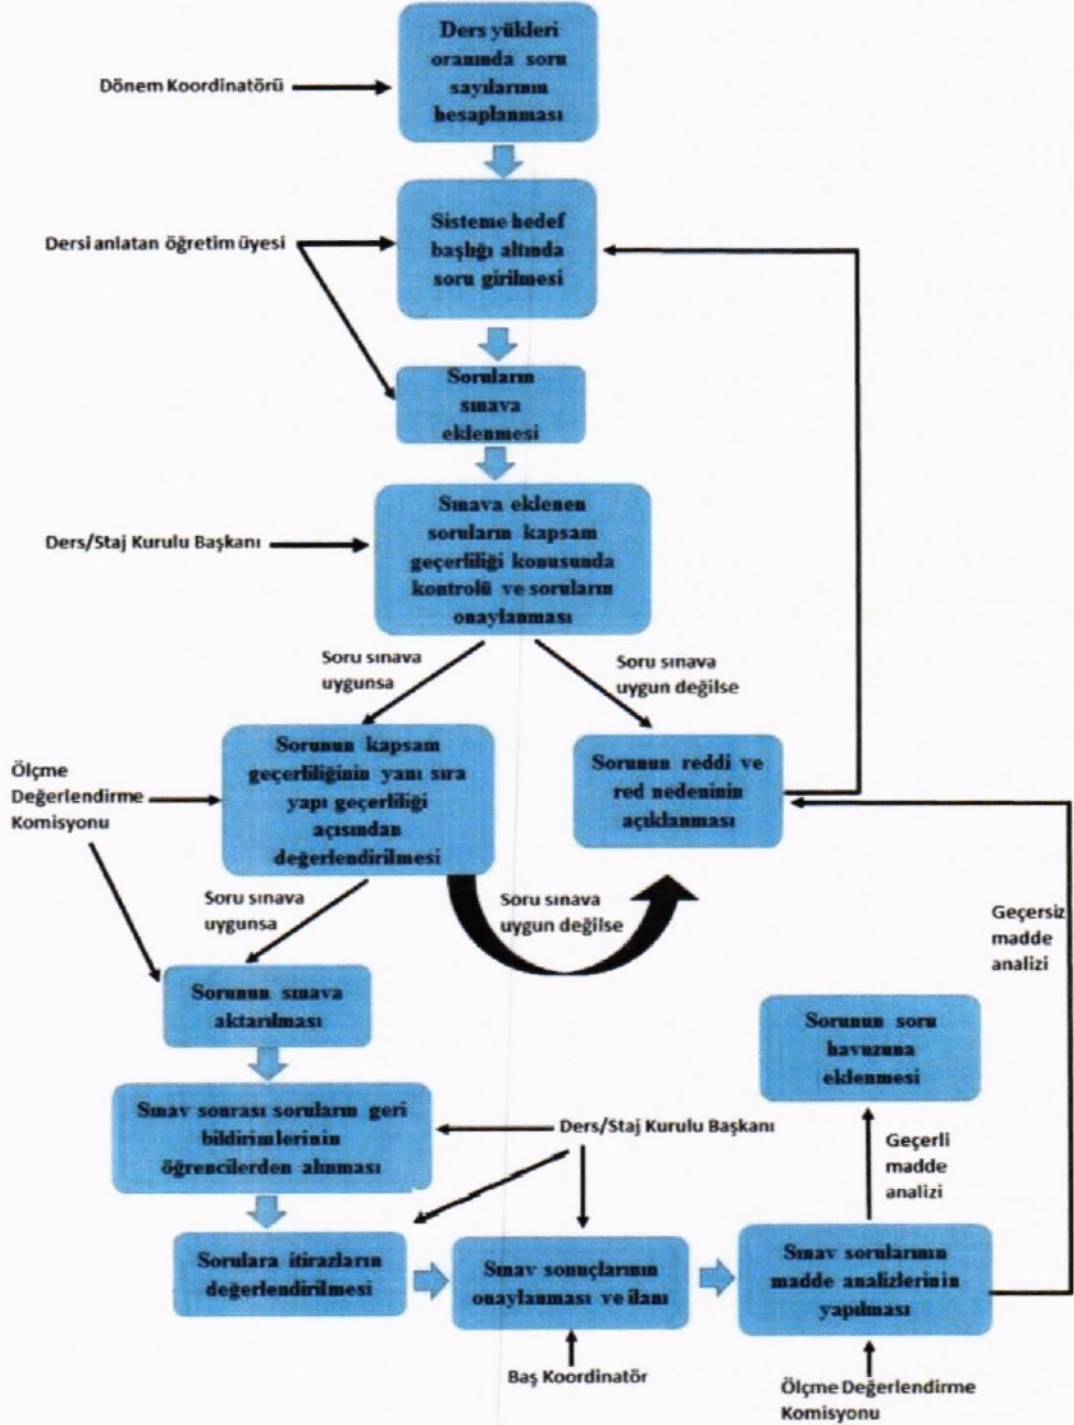 Ders yükleri
oranında soru
sayılarının
hesaplanması
Dönem Koordinatörü
Sisteme hedef
başlığı altında
soru girilmesi
Dersi anlatan öğretim üyesi
Soruların
sınava
eklenmesi
Sınava eklenen
soruların kapsam
geçerliliği konusunda
kontrolü ve soruların
onaylanması
Ders/Staj Kurulu Başkanı
Soru sınava
uygunsa
Soru sınava
uygun değilse
Sorunun kapsam
geçerliliğinin yanı sıra
yapı geçerliliği
açısından
değerlendirilmesi
Sorunun reddi ve
red nedeninin
açıklanması
Ölçme
Değerlendirme
Komisyonu
Soru sınava
uygunsa
Soru sınava
uygun değilse
Geçersiz
madde
analizi
Sorunun sınava
aktarılması
Sorunun soru
havuzuna
eklenmesi
Sınav sonrası soruların geri
bildirimlerinin
öğrencilerden alınması
Ders/Staj Kurulu Başkanı
Geçerli
madde
analizi
Sorulara itirazların
değerlendirilmesi
Sınav sonuçlarının
onaylanması ve ilanı
Sınav sorularının
madde analizlerinin
yapılması
Baş Koordinatör
Ölçme Değerlendirme
Komisyonu